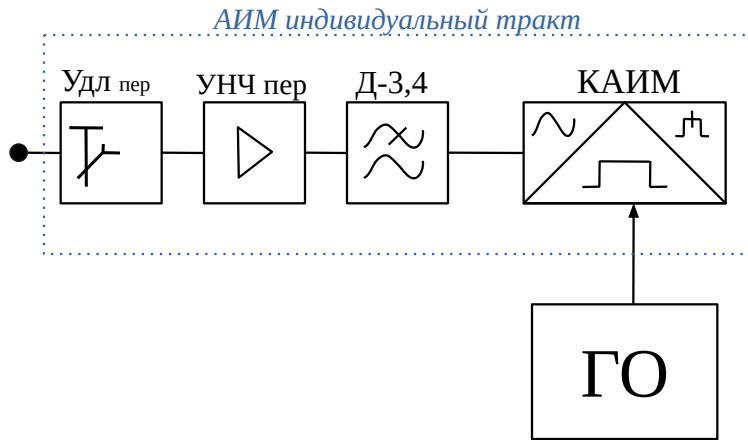 АИМ индивидуальный тракт
Удл пер
УНЧ пер
Д-3,4
КАИМ
ГО